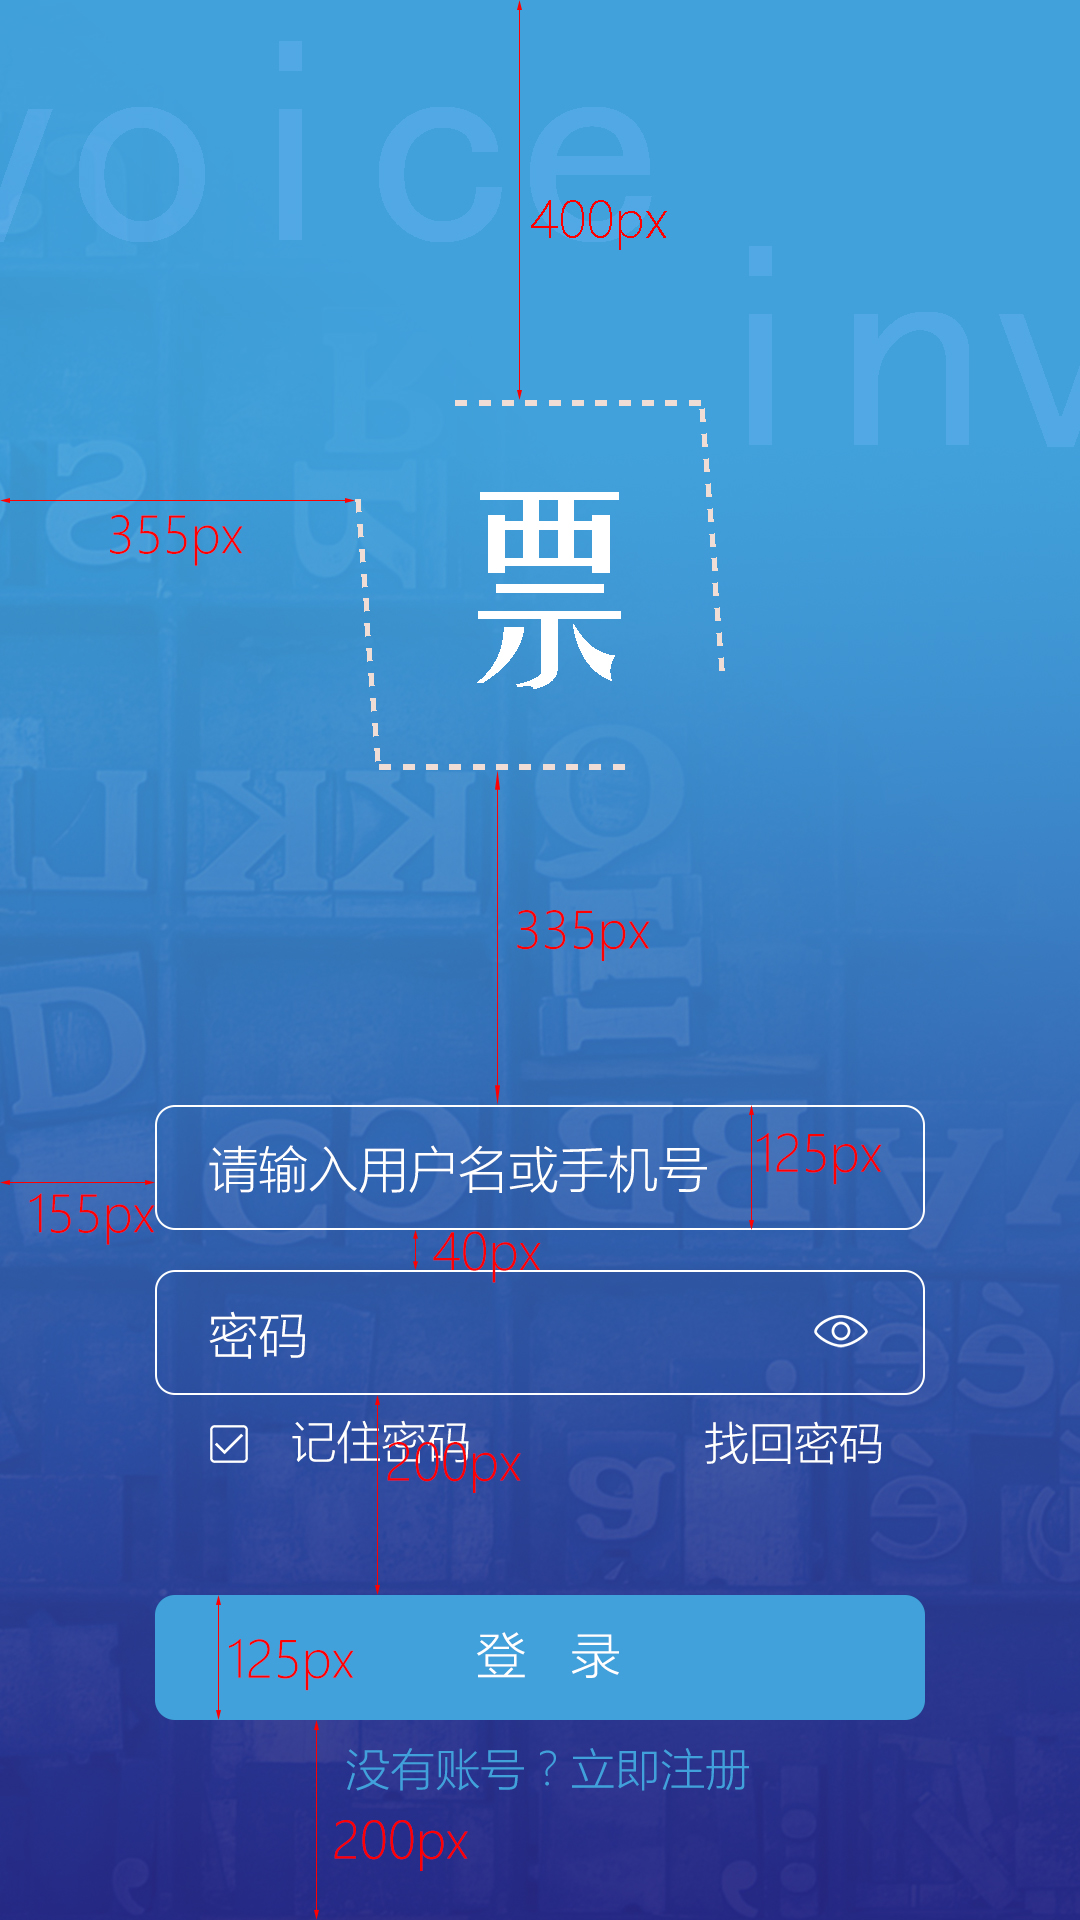 voice
400px
inv
355px
票
335px
请输入用户名或手机号
125px
155px
40px
密码
记住密码
找回密码
200px
登 录
125px
没有账号？立即注册
200px